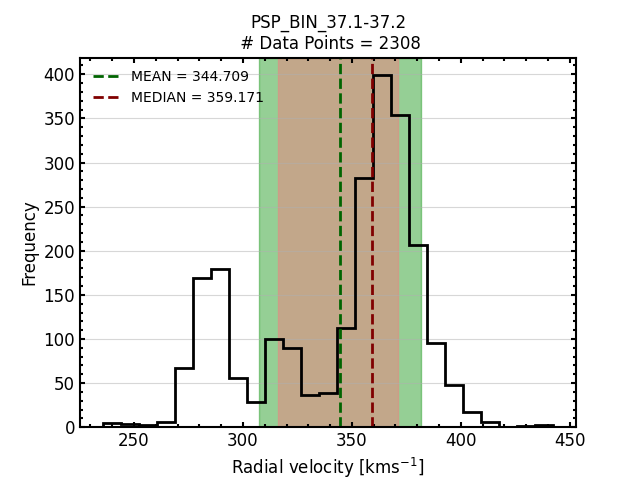 PSP_BIN_37.1-37.2
# Data Points = 2308
MEAN = 344.709
MEDIAN = 359.171
Frequency
400
350
300
250
200
150
100
50
0
250 300 350 400 450
Radial velocity [kms⁻¹]